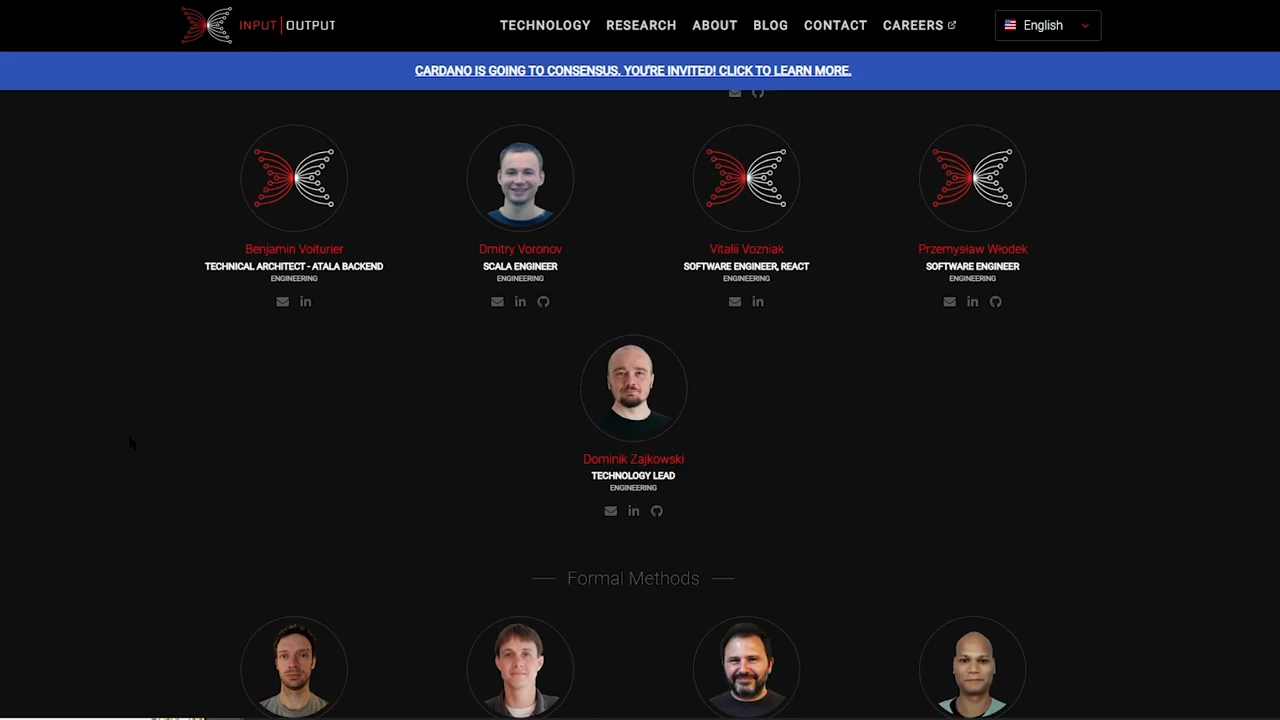 INPUT | OUTPUT
TECHNOLOGY RESEARCH ABOUT BLOG CONTACT CAREERS English
CARDANO IS GOING TO CONSENSUS. YOU'RE INVITED! CLICK TO LEARN MORE.
Benjamin Voiturier
TECHNICAL ARCHITECT - ATALA BACKEND
ENGINEERING
Dmitry Voronov
SCALA ENGINEER
ENGINEERING
Vitalii Vozniak
SOFTWARE ENGINEER, REACT
ENGINEERING
Przemysław Włodek
SOFTWARE ENGINEER
ENGINEERING
Dominik Zajkowski
TECHNOLOGY LEAD
ENGINEERING
Formal Methods